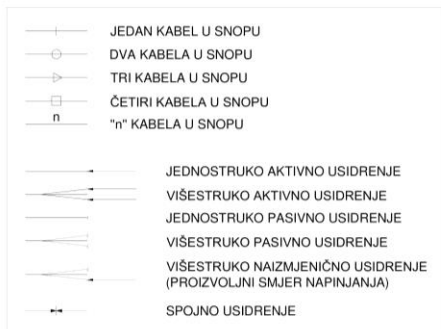 JEDAN KABEL U SNOPU
DVA KABELA U SNOPU
TRI KABELA U SNOPU
ČETIRI KABELA U SNOPU
n
"n" KABELA U SNOPU
JEDNOSTRUKO AKTIVNO USIDRENJE
VIŠESTRUKO AKTIVNO USIDRENJE
JEDNOSTRUKO PASIVNO USIDRENJE
VIŠESTRUKO PASIVNO USIDRENJE
VIŠESTRUKO NAIZMJENIČNO USIDRENJE
(PROIZVOLJNI SMJER NAPINJANJA)
SPOJNO USIDRENJE